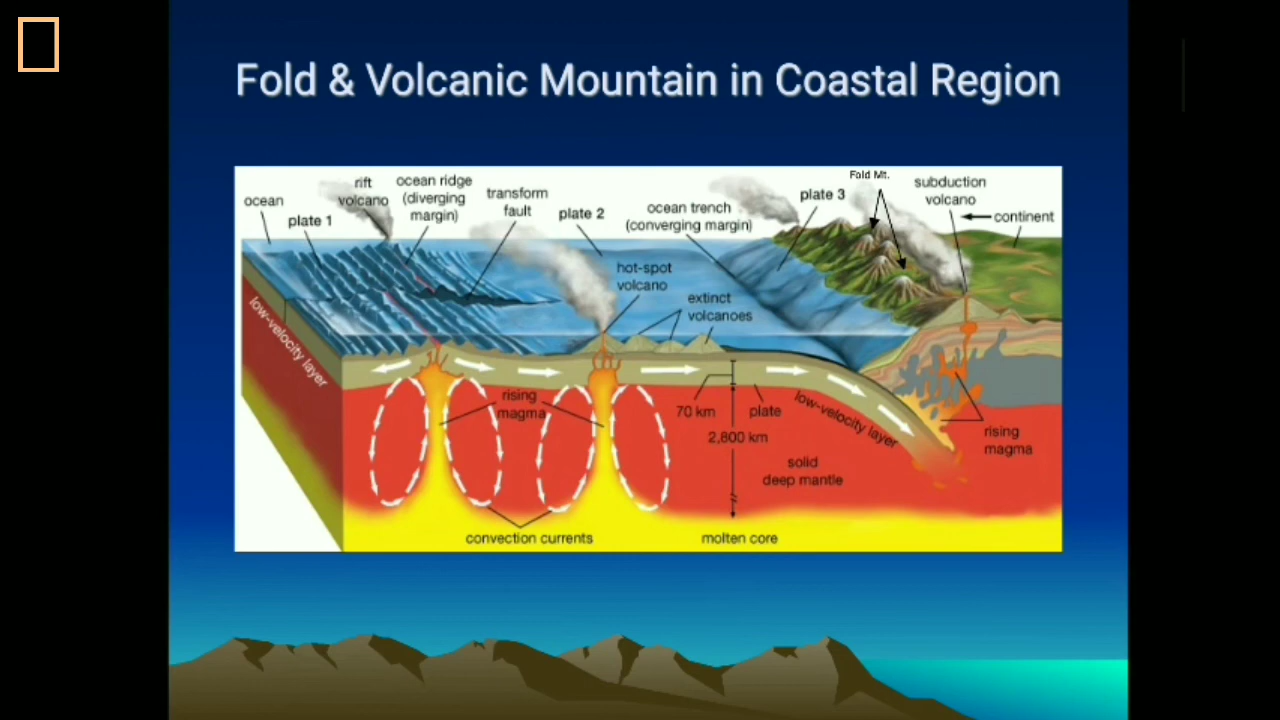 Fold & Volcanic Mountain in Coastal Region
ocean
plate 1
rift
volcano
ocean ridge
(diverging
margin)
transform
fault
plate 2
ocean trench
(converging margin)
plate 3
Fold Mt.
subduction
volcano
continent
hot-spot
volcano
extinct
volcanoes
low-velocity layer
rising
magma
70 km
plate
low-velocity layer
2,800 km
solid
deep mantle
rising
magma
convection currents
molten core